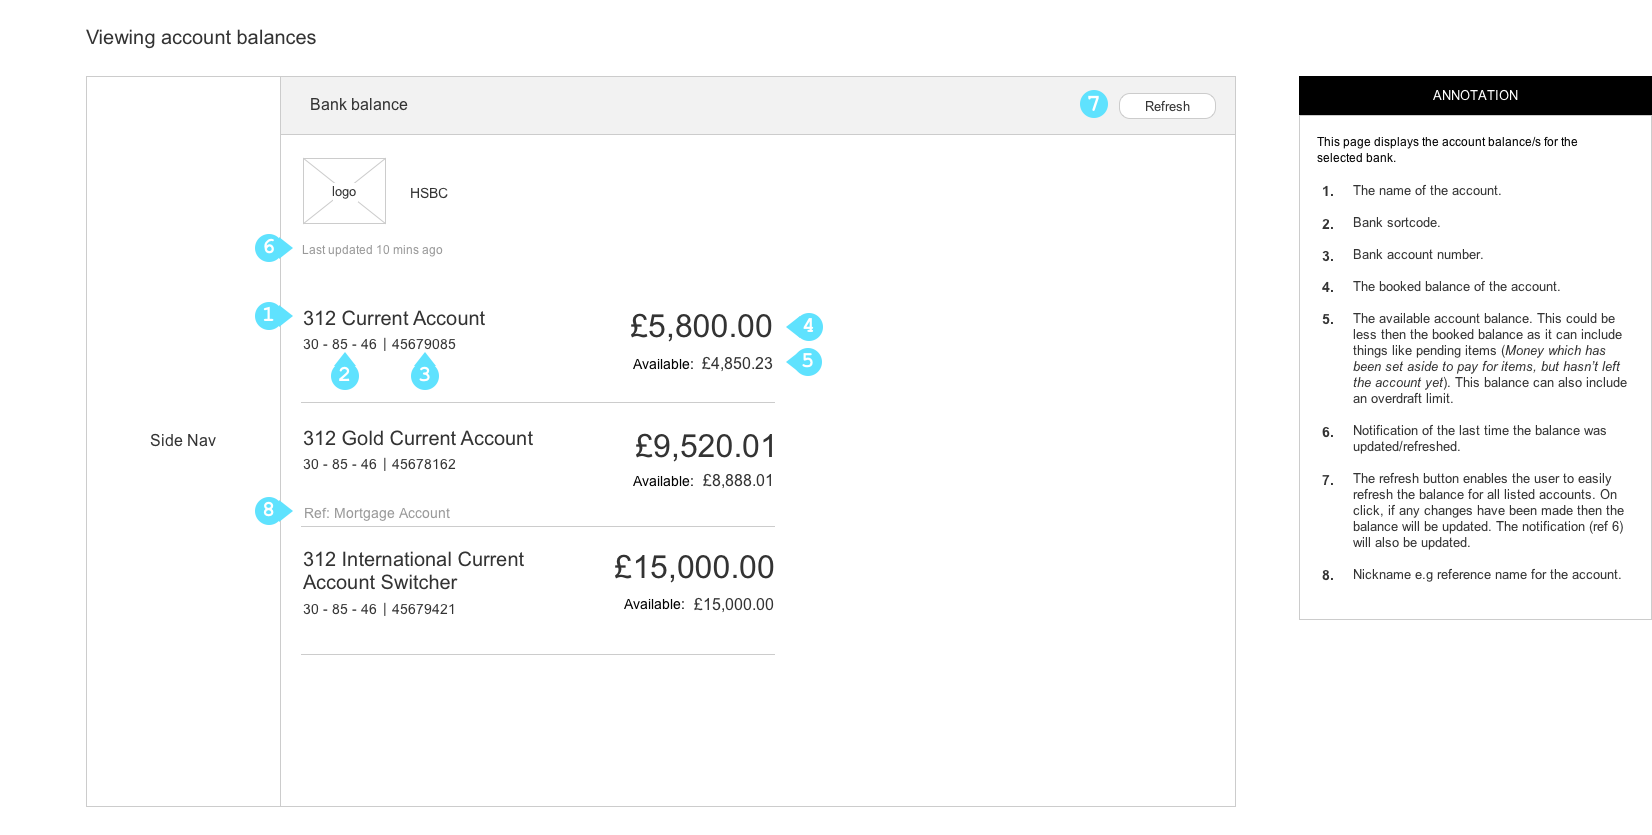 Viewing account balances
Bank balance
7
Refresh
logo
HSBC
6
Last updated 10 mins ago
1
312 Current Account
£5,800.00
4
30 - 85 - 46 | 45679085
Available: £4,850.23
5
2
3
Side Nav
312 Gold Current Account
£9,520.01
30 - 85 - 46 | 45678162
Available: £8,888.01
8
Ref: Mortgage Account
312 International Current
Account Switcher
£15,000.00
30 - 85 - 46 | 45679421
Available: £15,000.00
ANNOTATION
This page displays the account balance/s for the
selected bank.
1. The name of the account.
2. Bank sortcode.
3. Bank account number.
4. The booked balance of the account.
5. The available account balance. This could be
less then the booked balance as it can include
things like pending items (Money which has
been set aside to pay for items, but hasn't left
the account yet). This balance can also include
an overdraft limit.
6. Notification of the last time the balance was
updated/refreshed.
7. The refresh button enables the user to easily
refresh the balance for all listed accounts. On
click, if any changes have been made then the
balance will be updated. The notification (ref 6)
will also be updated.
8. Nickname e.g reference name for the account.